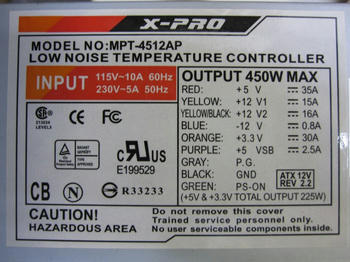 X-PRO
MODEL NO:MPT-4512AP
LOW NOISE TEMPERATURE CONTROLLER
INPUT
115V~10A 60Hz
230V~5A 50Hz
OUTPUT 450W MAX
RED: +5 V 35A
YELLOW: +12 V1 15A
YELLOW/BLACK: +12 V2 16A
BLUE: -12 V 0.8A
ORANGE: +3.3 V 30A
PURPLE: +5 VSB 2.5A
GRAY: P.G.
BLACK: GND
GREEN: PS-ON
ATX 12V
REV 2.2
(+5V &+3.3V TOTAL OUTPUT 225W)
213024
LEVEL3
FC
CE
c UL US
E199529
CB
N
R33233
CAUTION!
HAZARDOUS AREA
Do not remove this cover.
Trained service personnel only.
No user serviceable components inside.